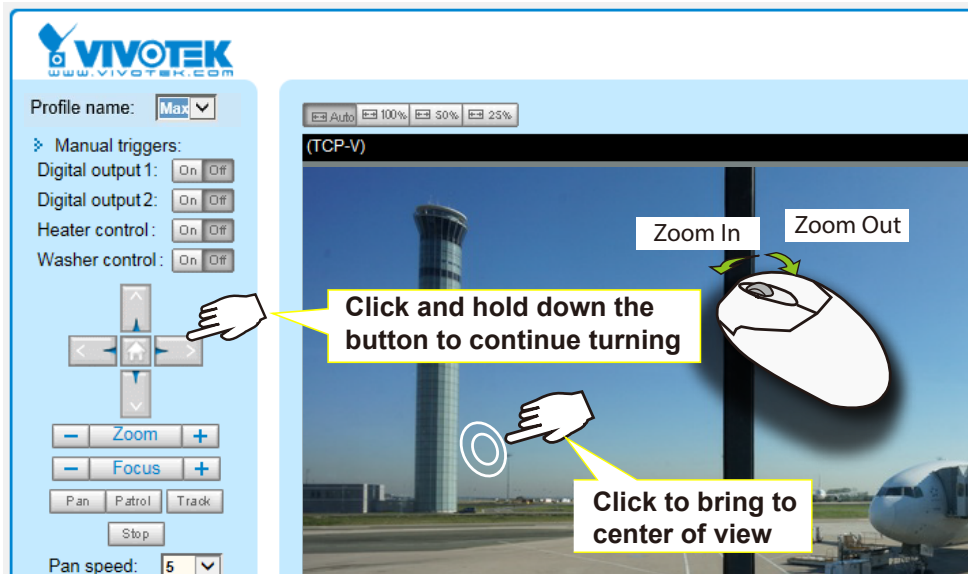 VIVOTEK
www.vivotek.com
Profile name: Max
Manual triggers:
Digital output 1: On Off
Digital output 2: On Off
Heater control: On Off
Washer control: On Off
Zoom
Focus
Pan Patrol Track
Stop
Pan speed: 5
Auto 100% 50% 25%
(TCP-V)
Zoom In
Zoom Out
Click and hold down the
button to continue turning
Click to bring to
center of view